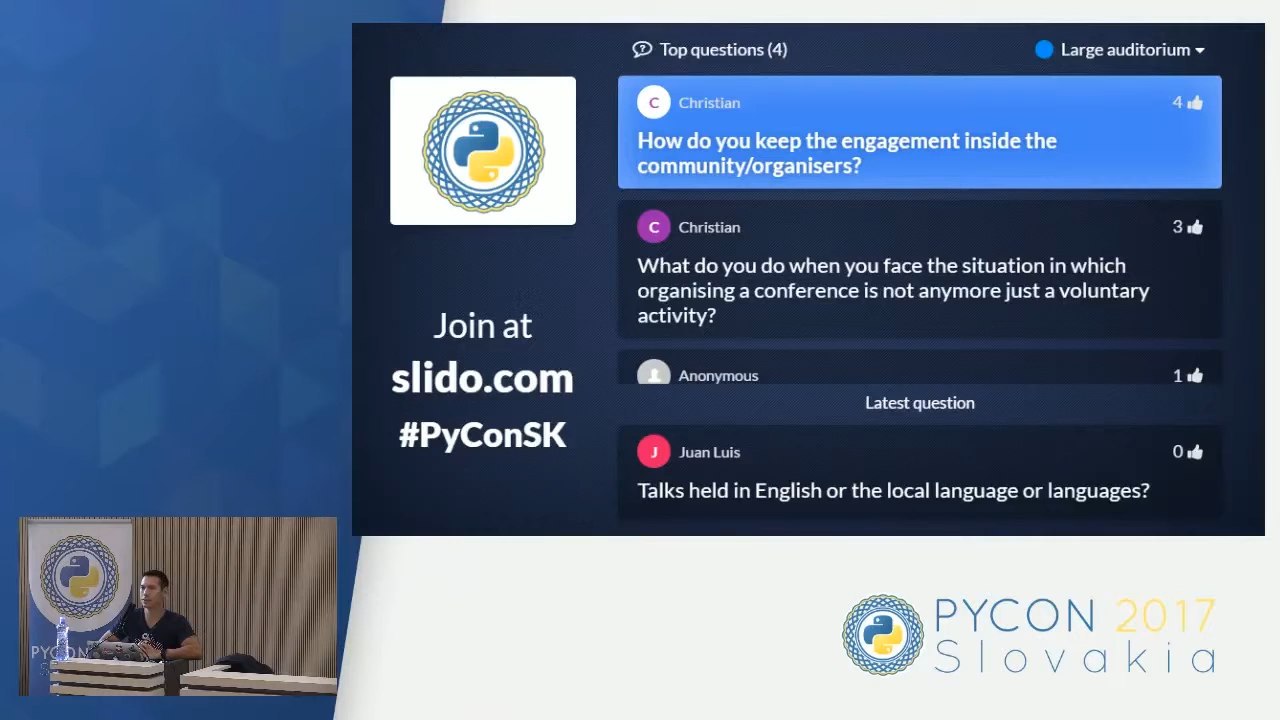 Top questions (4)
Large auditorium
C
Christian
4
How do you keep the engagement inside the
community/organisers?
C
Christian
3
What do you do when you face the situation in which
organising a conference is not anymore just a voluntary
activity?
Anonymous
1
Latest question
J
Juan Luis
0
Talks held in English or the local language or languages?
Join at
slido.com
#PyConSK
PYCON
PYCON 2017
Slovakia